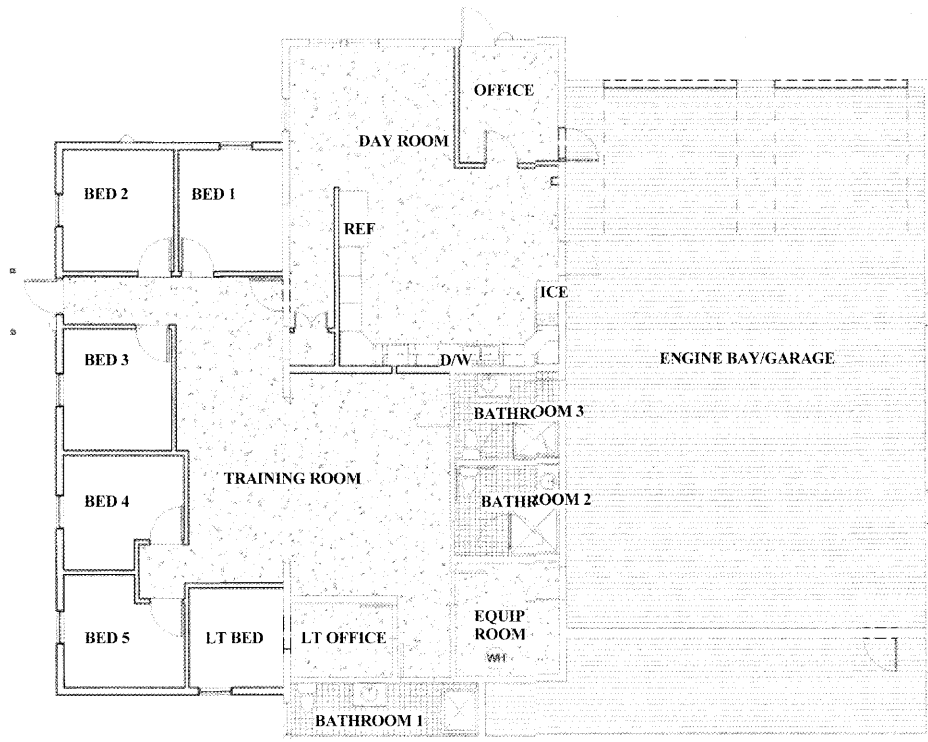 OFFICE
DAY ROOM
BED 2
BED 1
REF
ICE
BED 3
D/W
ENGINE BAY/GARAGE
BATHROOM 3
TRAINING ROOM
BED 4
BATHROOM 2
BED 5
LT BED
LT OFFICE
EQUIP
ROOM
WH
BATHROOM 1